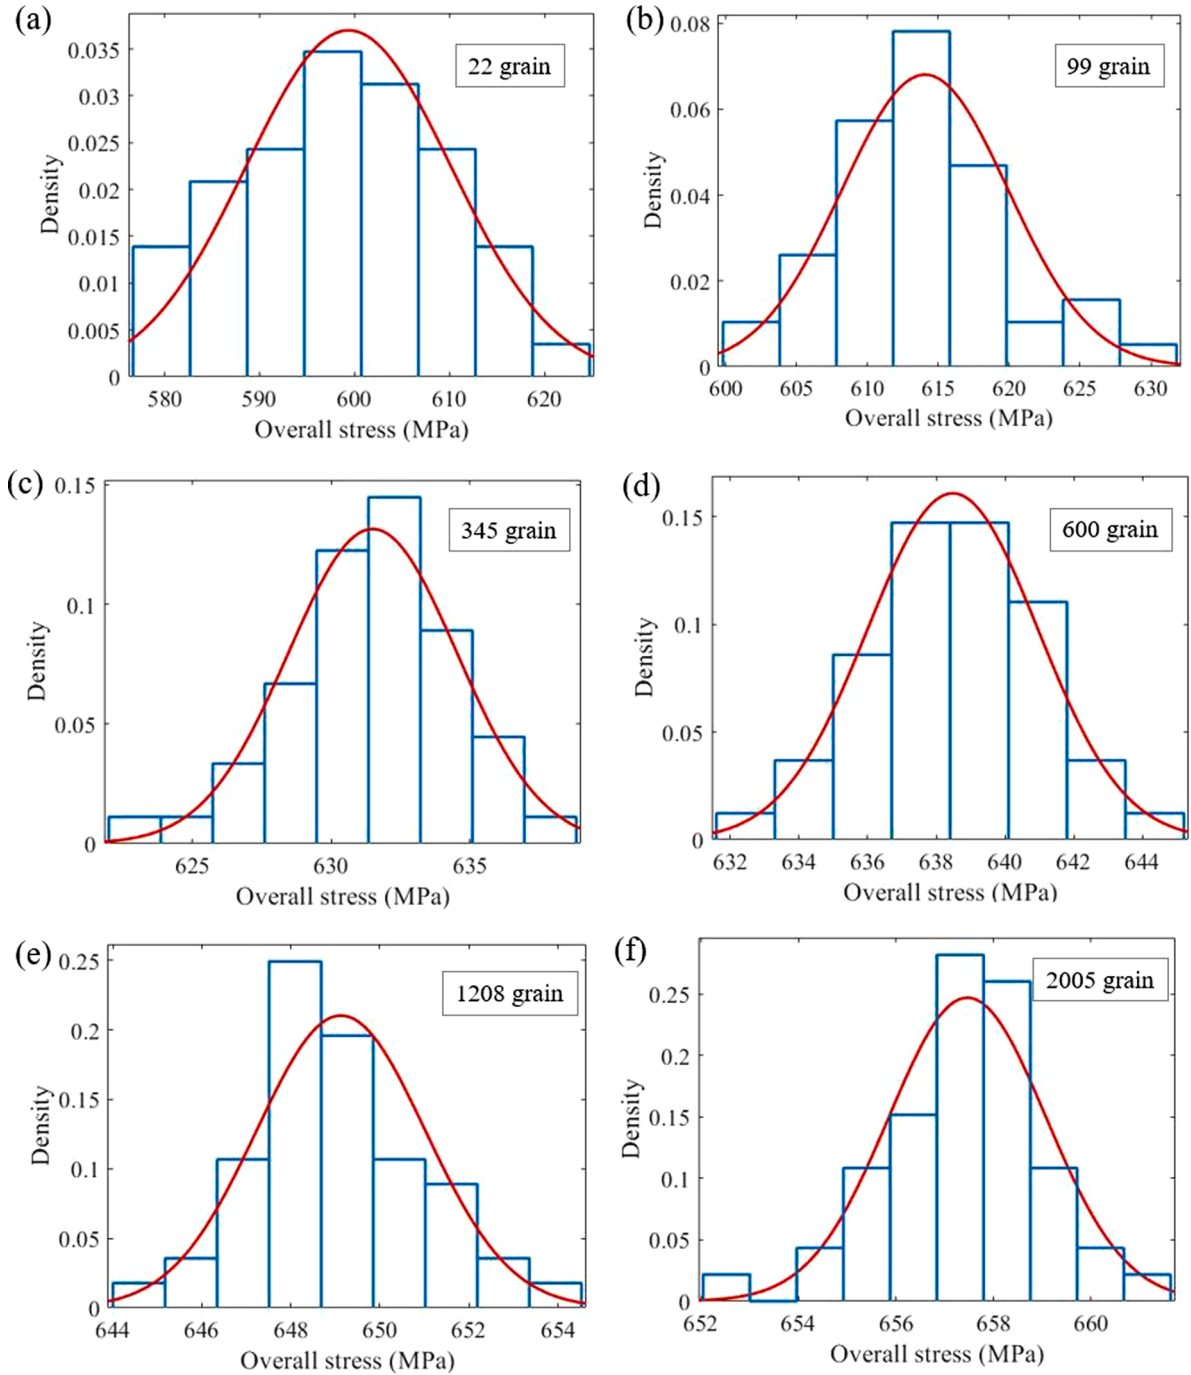 (a)
22 grain
0.035
0.03
0.025
0.02
0.015
0.01
0.005
0
Density
580 590 600 610 620
Overall stress (MPa)
(b)
99 grain
0.08
0.06
0.04
0.02
0
Density
600 605 610 615 620 625 630
Overall stress (MPa)
(c)
345 grain
0.15
0.1
0.05
0
Density
625 630 635
Overall stress (MPa)
(d)
600 grain
0.15
0.1
0.05
0
Density
632 634 636 638 640 642 644
Overall stress (MPa)
(e)
1208 grain
0.25
0.2
0.15
0.1
0.05
0
Density
644 646 648 650 652 654
Overall stress (MPa)
(f)
2005 grain
0.25
0.2
0.15
0.1
0.05
0
Density
652 654 656 658 660
Overall stress (MPa)